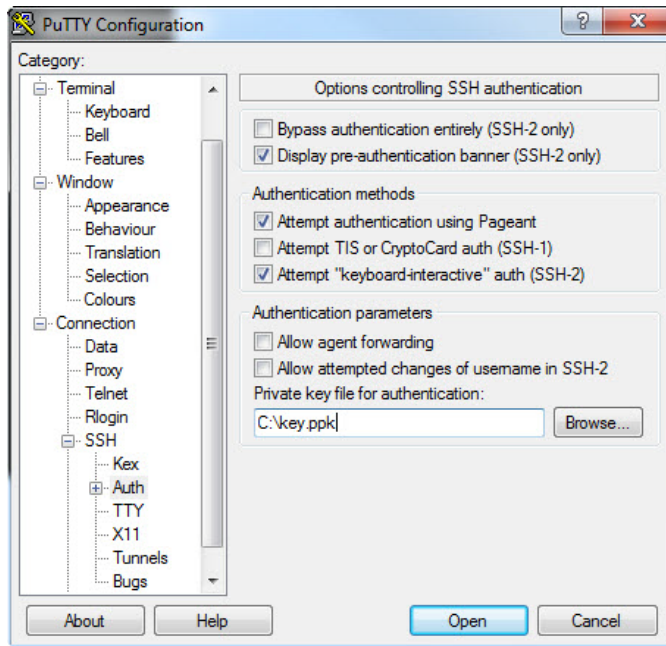 PuTTY Configuration
Category:
Terminal
Keyboard
Bell
Features
Window
Appearance
Behaviour
Translation
Selection
Colours
Connection
Data
Proxy
Telnet
Rlogin
SSH
Kex
Auth
TTY
X11
Tunnels
Bugs
Options controlling SSH authentication
Bypass authentication entirely (SSH-2 only)
Display pre-authentication banner (SSH-2 only)
Authentication methods
Attempt authentication using Pageant
Attempt TIS or CryptoCard auth (SSH-1)
Attempt "keyboard-interactive" auth (SSH-2)
Authentication parameters
Allow agent forwarding
Allow attempted changes of username in SSH-2
Private key file for authentication:
C:\key.ppk
Browse...
About
Help
Open
Cancel